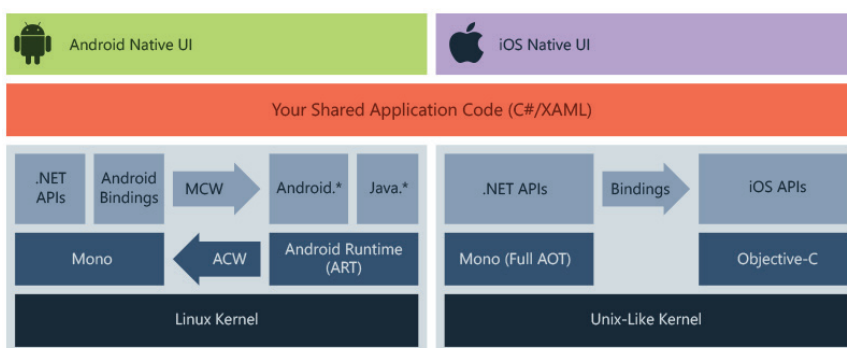 Android Native UI
iOS Native UI
Your Shared Application Code (C#/XAML)
.NET
APIs
Android
Bindings
MCW
Android.*
Java.*
.NET APIs
Bindings
iOS APIs
Mono
ACW
Android Runtime
(ART)
Mono (Full AOT)
Objective-C
Linux Kernel
Unix-Like Kernel